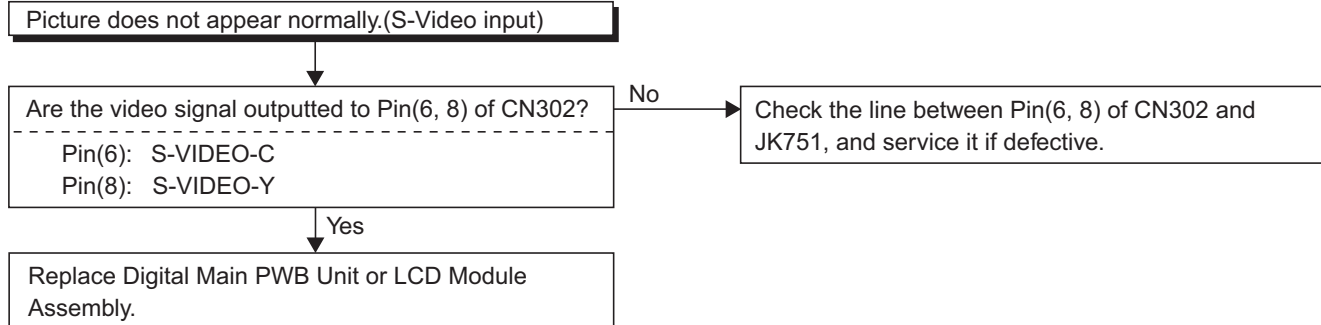 Picture does not appear normally.(S-Video input)
Are the video signal outputted to Pin(6, 8) of CN302?
No
Check the line between Pin(6, 8) of CN302 and
JK751, and service it if defective.
Pin(6): S-VIDEO-C
Pin(8): S-VIDEO-Y
Yes
Replace Digital Main PWB Unit or LCD Module
Assembly.